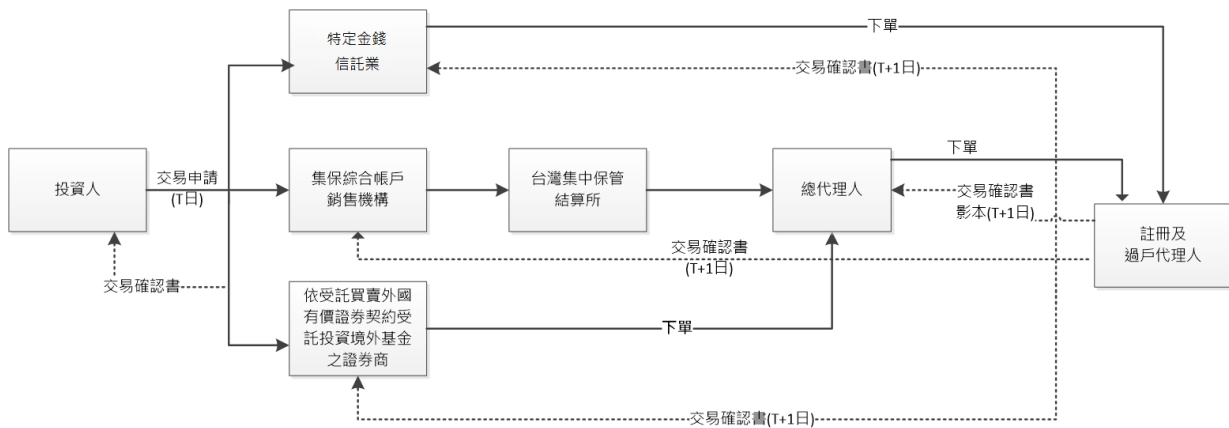 特定金錢
信託業
下單
交易確認書(T+1日)
投資人
交易申請
(T日)
集保綜合帳戶
銷售機構
台灣集中保管
結算所
總代理人
下單
交易確認書
影本(T+1日)
註冊及
過戶代理人
交易確認書
(T+1日)
交易確認書
依受託買賣外國
有價證券契約受
託投資境外基金
之證券商
下單
交易確認書(T+1日)